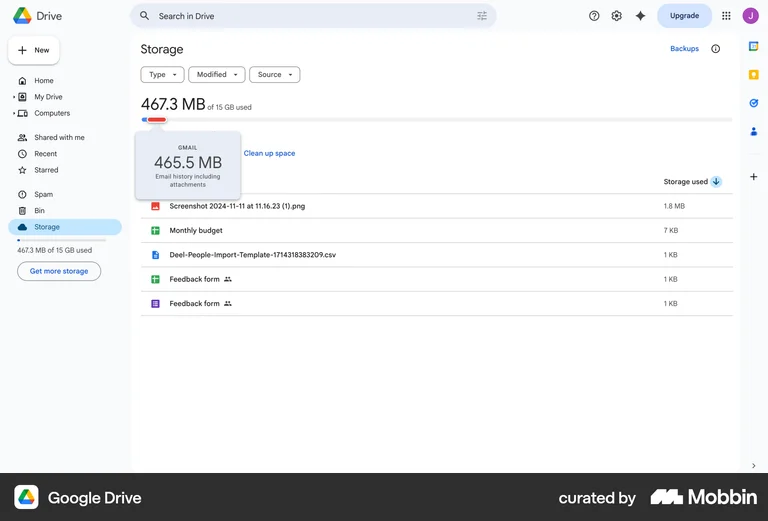 Drive
Search in Drive
Upgrade
J
New
Home
My Drive
Computers
Shared with me
Recent
Starred
Spam
Bin
Storage
467.3 MB of 15 GB used
Get more storage
Storage
Backups
Type
Modified
Source
467.3 MB of 15 GB used
GMAIL
465.5 MB
Email history including
attachments
Clean up space
Storage used
Screenshot 2024-11-11 at 11.16.23 (1).png
1.8 MB
Monthly budget
7 KB
Deel-People-Import-Template-1714318383209.csv
1 KB
Feedback form
1 KB
Feedback form
1 KB
Google Drive
curated by
Mobbin